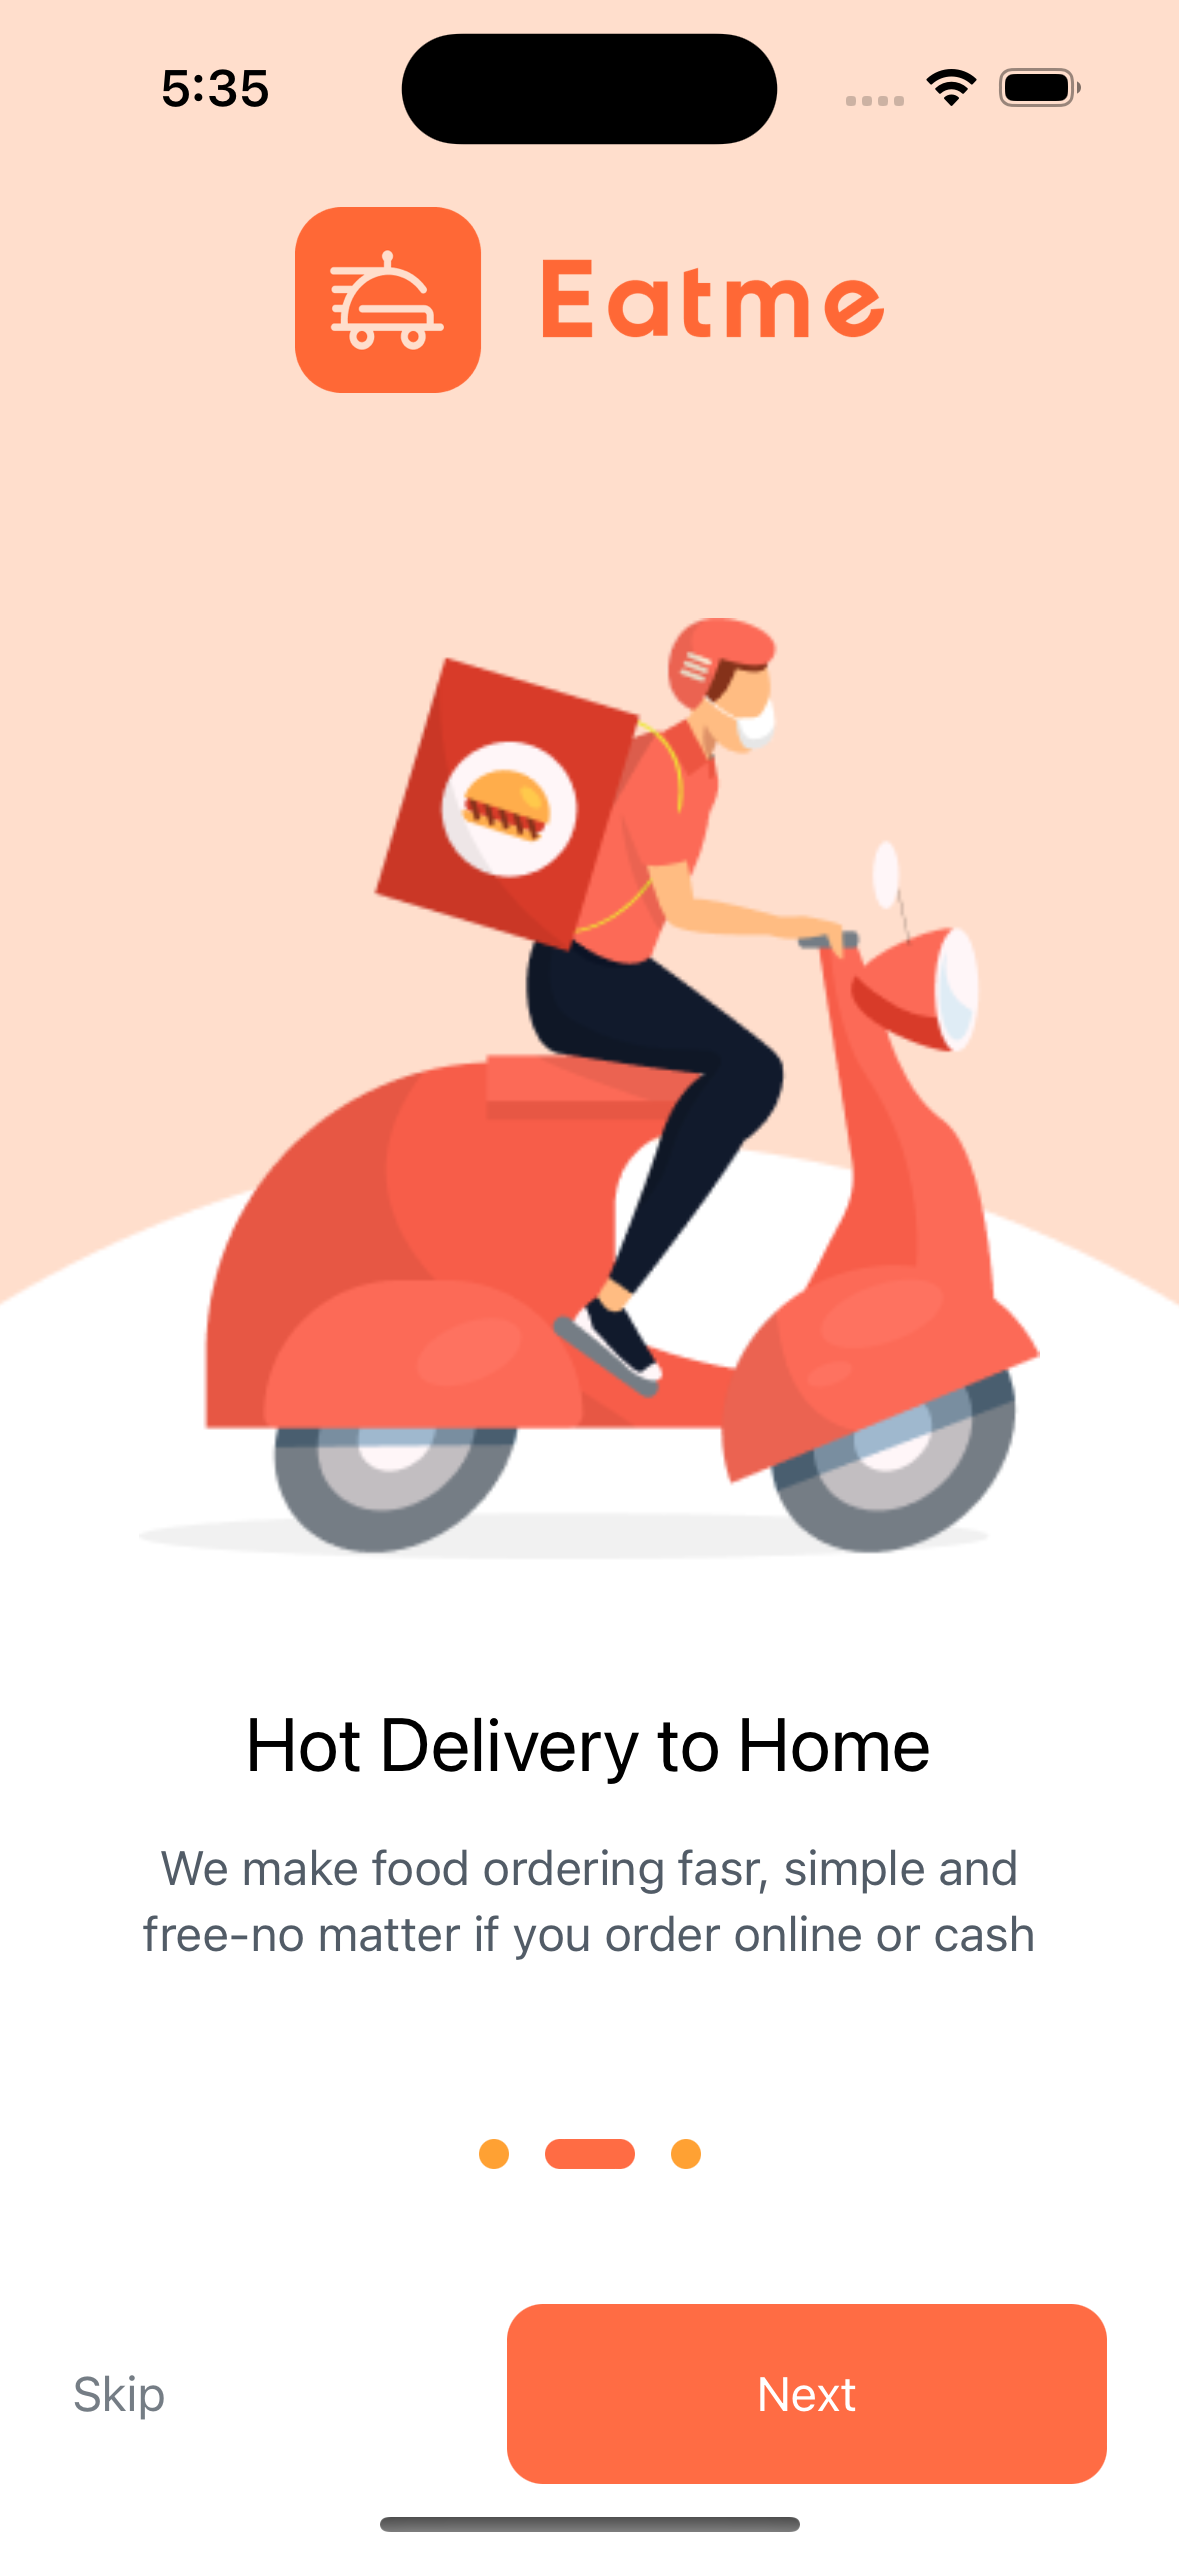 5:35
Eatme
Hot Delivery to Home
We make food ordering fasr, simple and
free-no matter if you order online or cash
Skip
Next